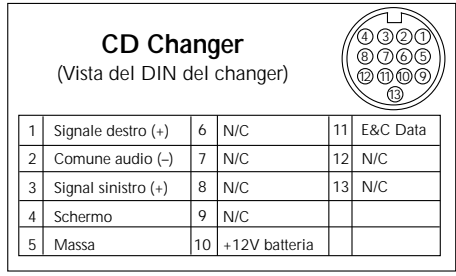 CD Changer
(Vista del DIN del changer)
4 3 2 1
8 7 6 5
12 11 10 9
13
1 Signale destro (+) 6 N/C 11 E&C Data
2 Comune audio (–) 7 N/C 12 N/C
3 Signal sinistro (+) 8 N/C 13 N/C
4 Schermo 9 N/C
5 Massa 10 +12V batteria